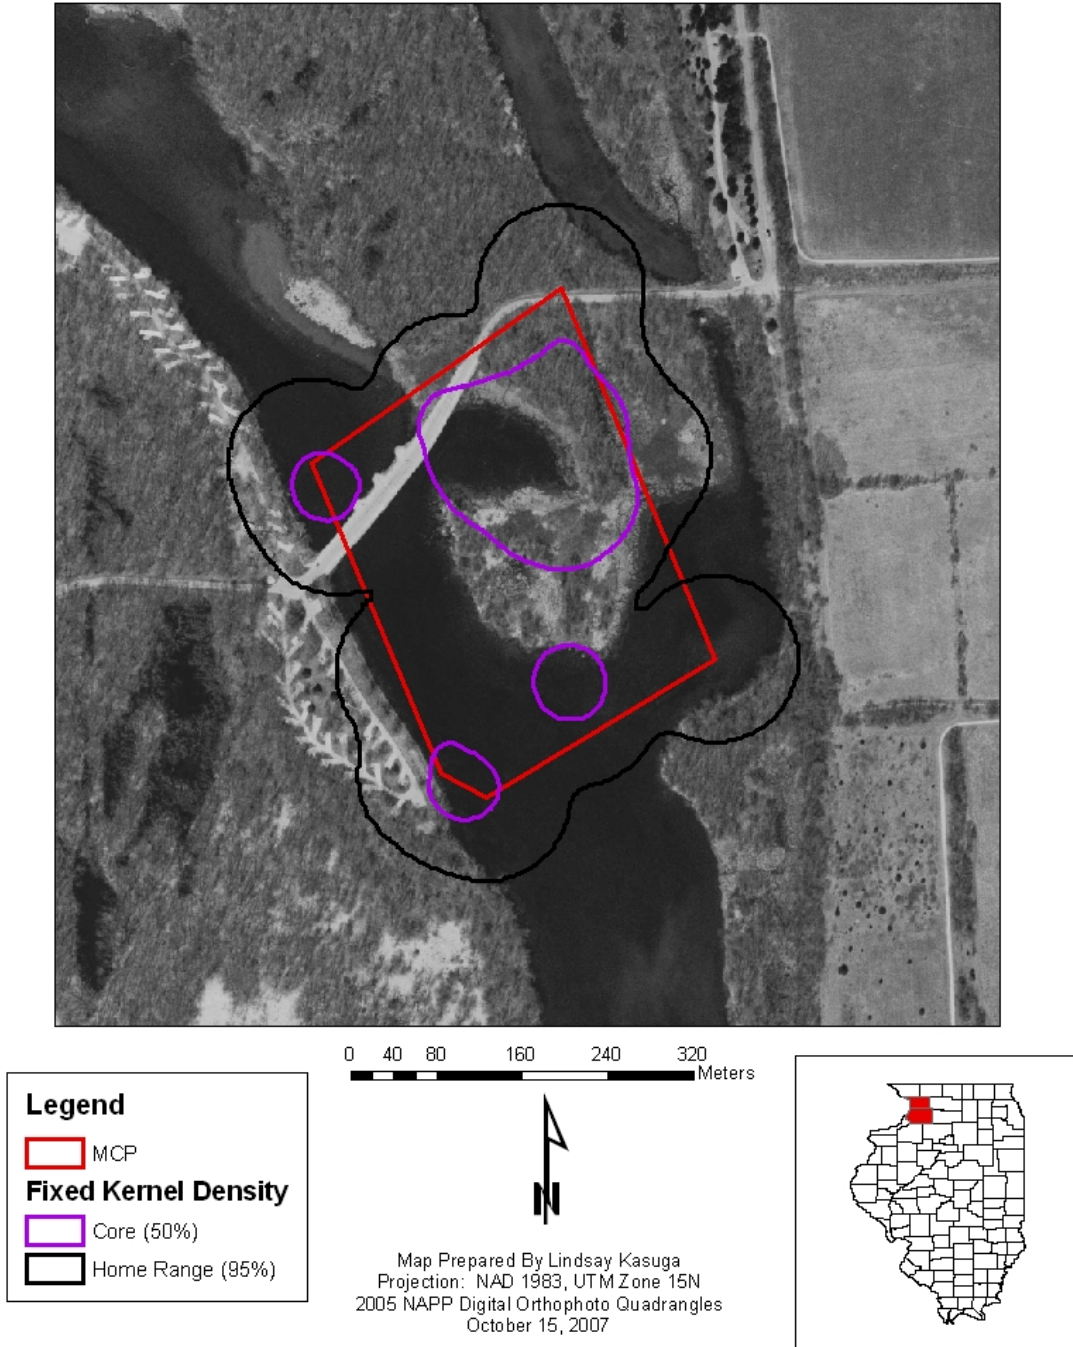 0 40 80 160 240 320
Meters
Legend
MCP
Fixed Kernel Density
Core (50%)
Home Range (95%)
N
Map Prepared By Lindsay Kasuga
Projection: NAD 1983, UTM Zone 15N
2005 NAPP Digital Orthophoto Quadrangles
October 15, 2007